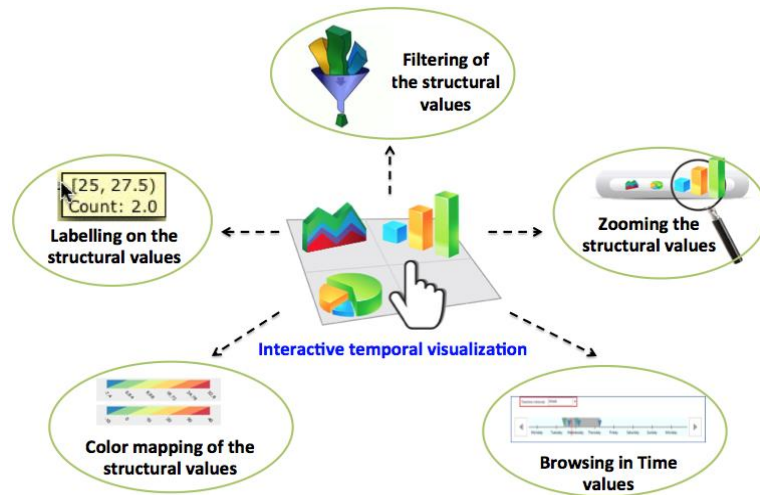 Filtering of
the structural
values
[25, 27.5)
Count: 2.0
Labelling on the
structural values
Zooming the
structural values
Interactive temporal visualization
Color mapping of the
structural values
Browsing in Time
values